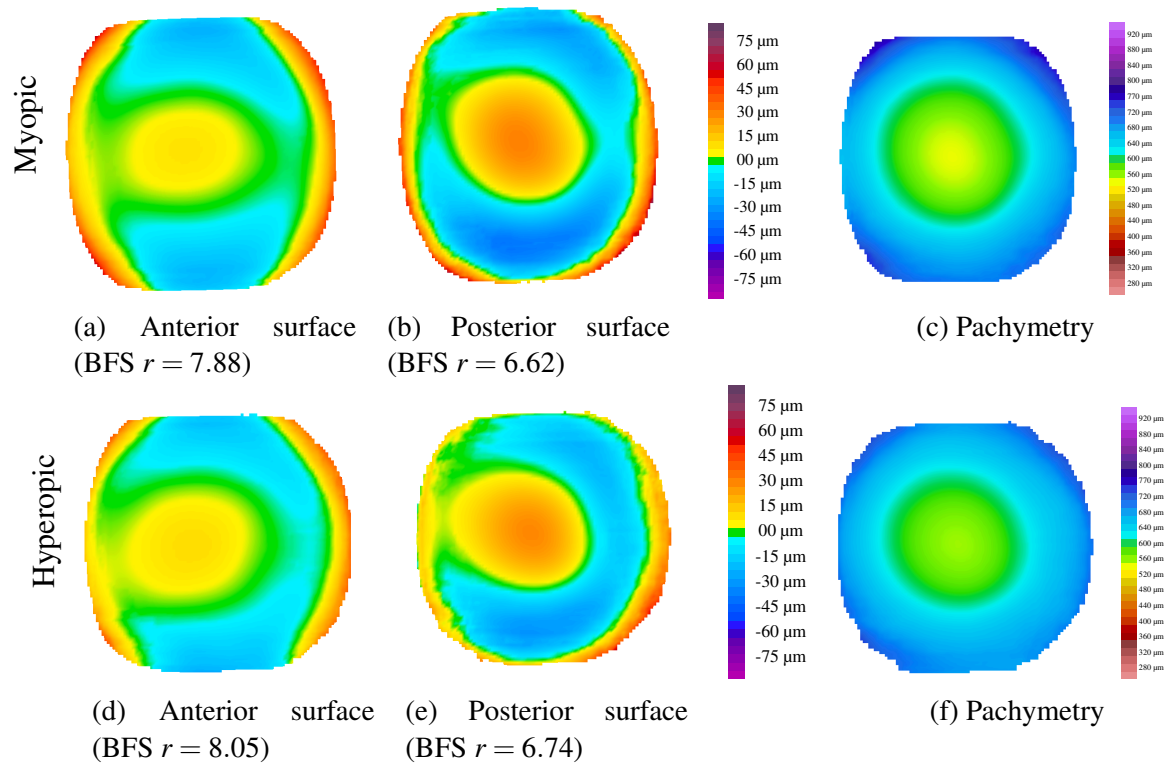 Myopic
75 µm
60 µm
45 µm
30 µm
15 µm
00 µm
-15 µm
-30 µm
-45 µm
-60 µm
-75 µm
920 µm
880 µm
840 µm
800 µm
770 µm
720 µm
680 µm
640 µm
600 µm
560 µm
520 µm
480 µm
440 µm
400 µm
360 µm
320 µm
280 µm
(a) Anterior surface
(BFS r = 7.88)
(b) Posterior surface
(BFS r = 6.62)
(c) Pachymetry
Hyperopic
75 µm
60 µm
45 µm
30 µm
15 µm
00 µm
-15 µm
-30 µm
-45 µm
-60 µm
-75 µm
920 µm
880 µm
840 µm
800 µm
770 µm
720 µm
680 µm
640 µm
600 µm
560 µm
520 µm
480 µm
440 µm
400 µm
360 µm
320 µm
280 µm
(d) Anterior surface
(BFS r = 8.05)
(e) Posterior surface
(BFS r = 6.74)
(f) Pachymetry